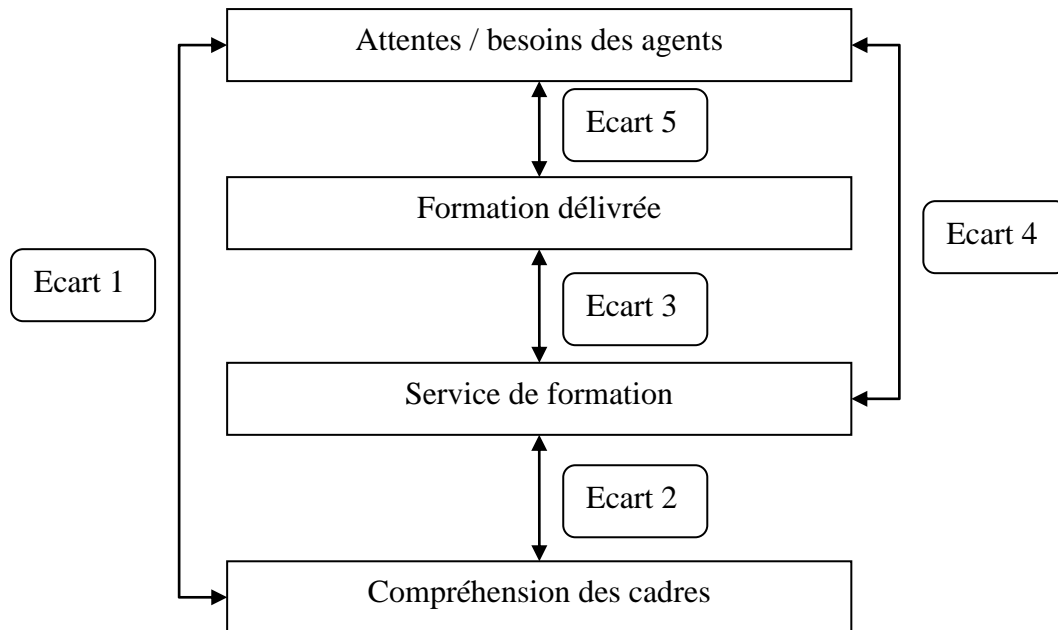 Attentes / besoins des agents
Ecart 5
Formation délivrée
Ecart 4
Ecart 1
Ecart 3
Service de formation
Ecart 2
Compréhension des cadres